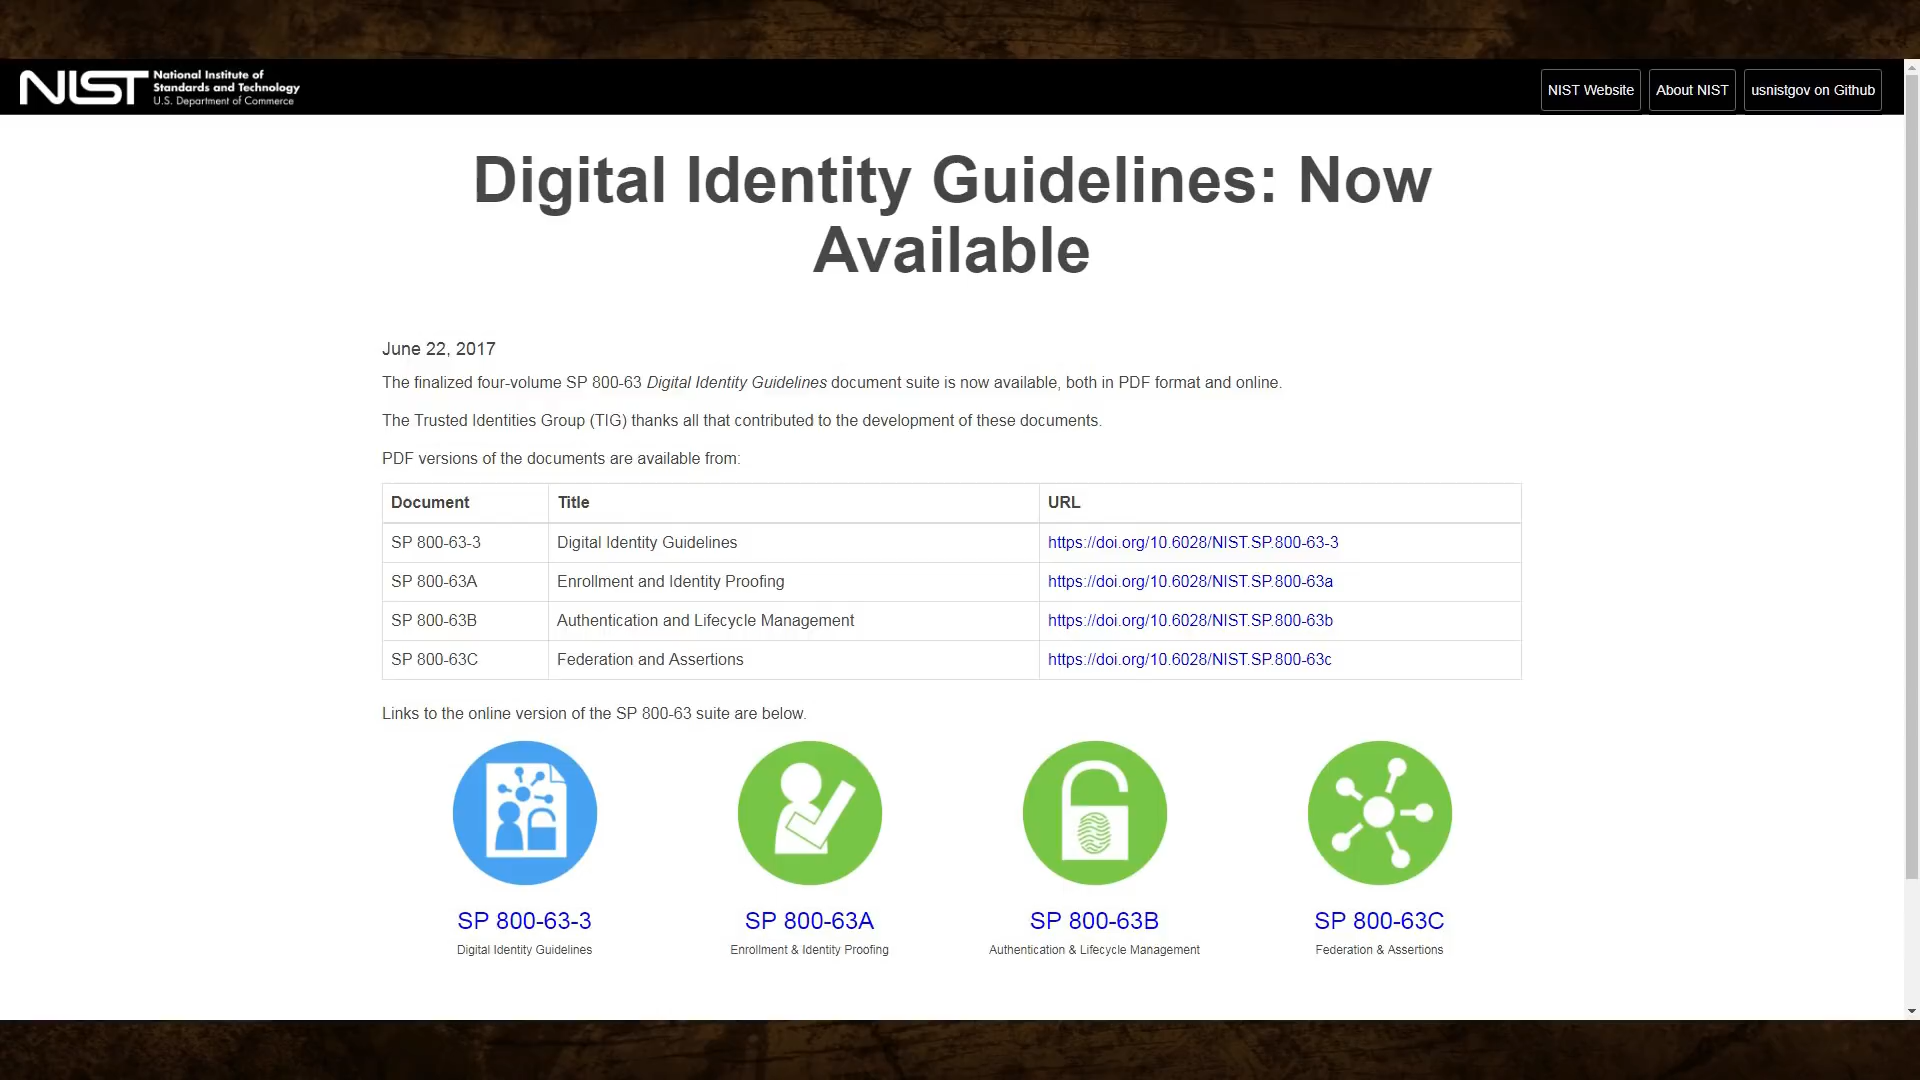 NIST National Institute of
Standards and Technology
U.S. Department of Commerce
NIST Website
About NIST
usnistgov on Github
Digital Identity Guidelines: Now
Available
June 22, 2017
The finalized four-volume SP 800-63 Digital Identity Guidelines document suite is now available, both in PDF format and online.
The Trusted Identities Group (TIG) thanks all that contributed to the development of these documents.
PDF versions of the documents are available from:
Document Title URL
SP 800-63-3 Digital Identity Guidelines https://doi.org/10.6028/NIST.SP.800-63-3
SP 800-63A Enrollment and Identity Proofing https://doi.org/10.6028/NIST.SP.800-63a
SP 800-63B Authentication and Lifecycle Management https://doi.org/10.6028/NIST.SP.800-63b
SP 800-63C Federation and Assertions https://doi.org/10.6028/NIST.SP.800-63c
Links to the online version of the SP 800-63 suite are below.
SP 800-63-3
Digital Identity Guidelines
SP 800-63A
Enrollment & Identity Proofing
SP 800-63B
Authentication & Lifecycle Management
SP 800-63C
Federation & Assertions